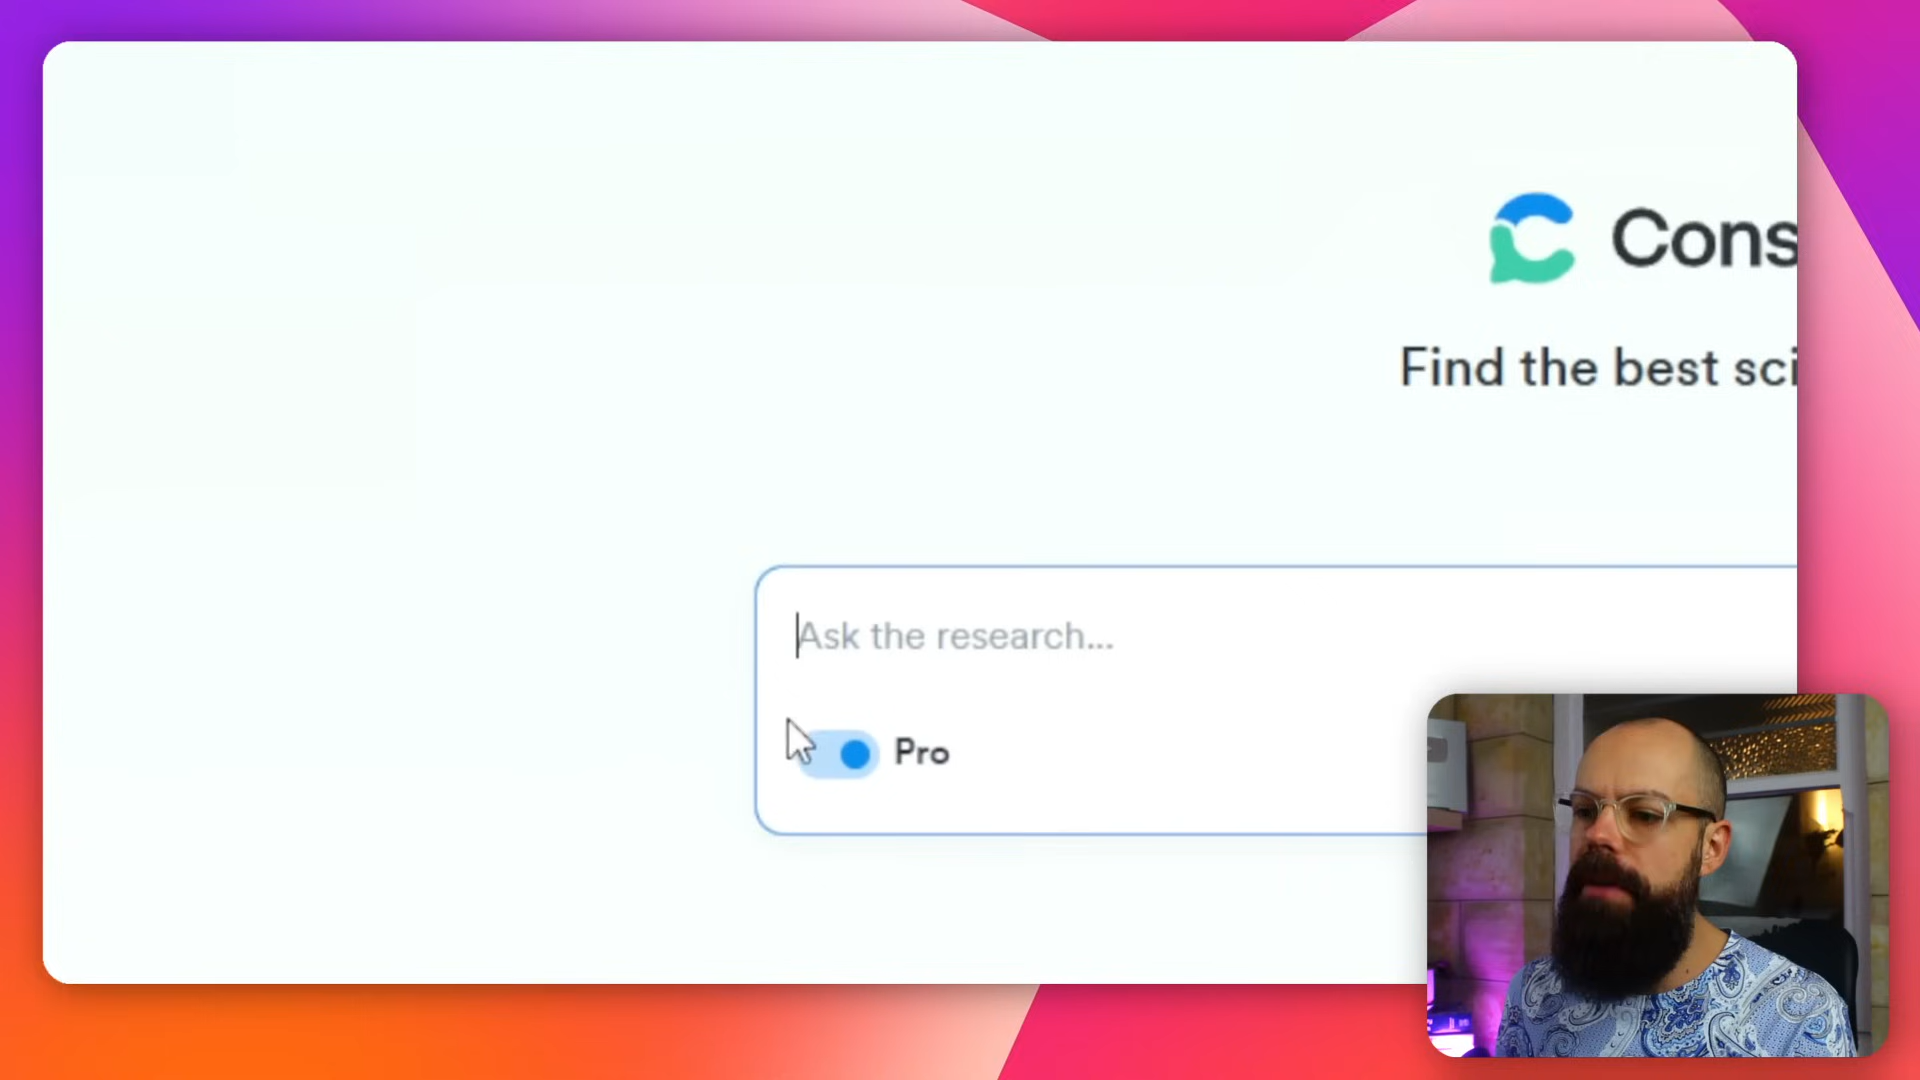 Cons
Find the best sci
Ask the research...
Pro